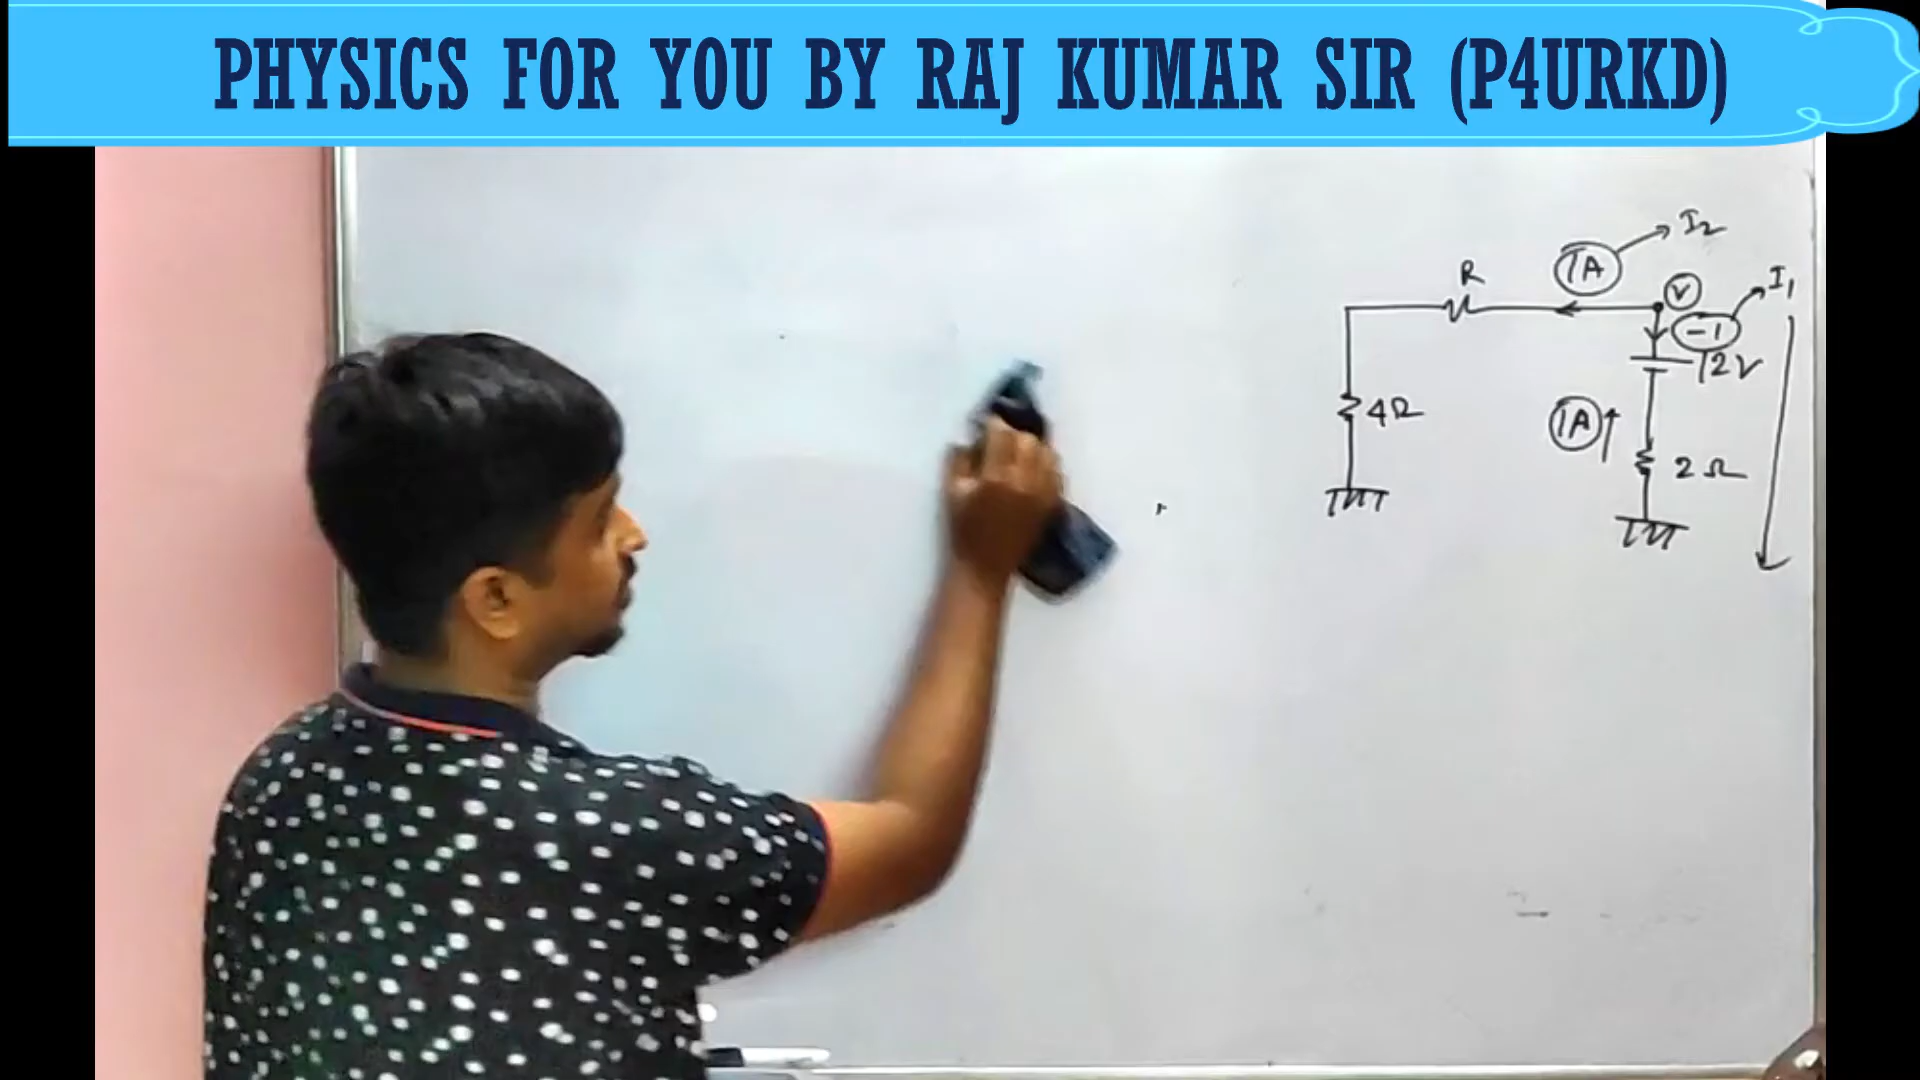 PHYSICS FOR YOU BY RAJ KUMAR SIR (P4URKD)
I₂
1A
R
V
I₁
-1
12V
4Ω
1A
2Ω